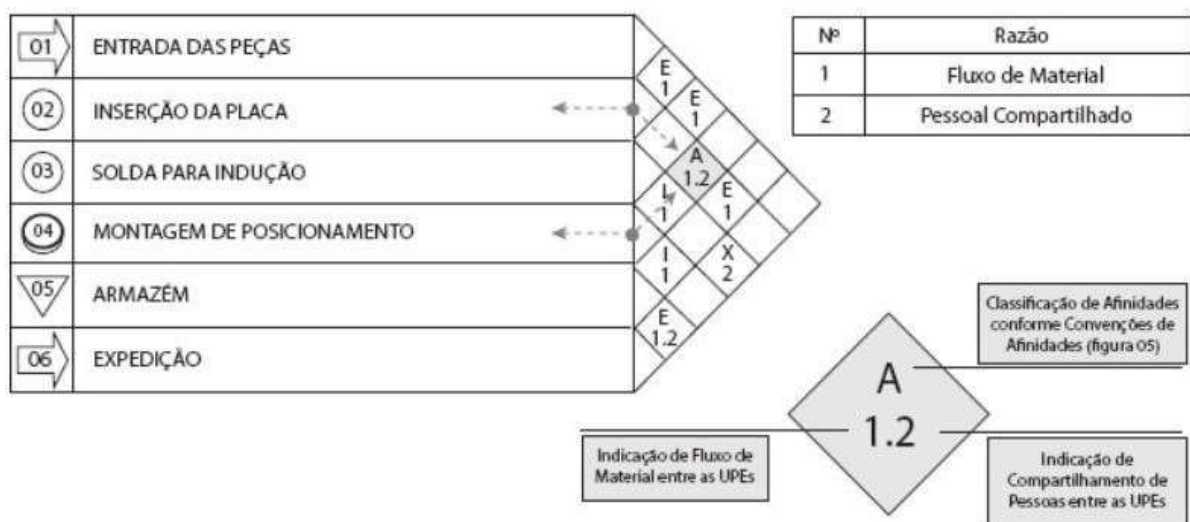 01
ENTRADA DAS PEÇAS
02
INSERÇÃO DA PLACA
03
SOLDA PARA INDUÇÃO
04
MONTAGEM DE POSICIONAMENTO
05
ARMAZÉM
06
EXPEDIÇÃO
E
1
E
1
A
1.2
I
1
E
1
I
1
X
2
E
1.2
Nº Razão
1 Fluxo de Material
2 Pessoal Compartilhado
Classificação de Afinidades
conforme Convenções de
Afinidades (figura 05)
A
1.2
Indicação de Fluxo de
Material entre as UPEs
Indicação de
Compartilhamento de
Pessoas entre as UPEs